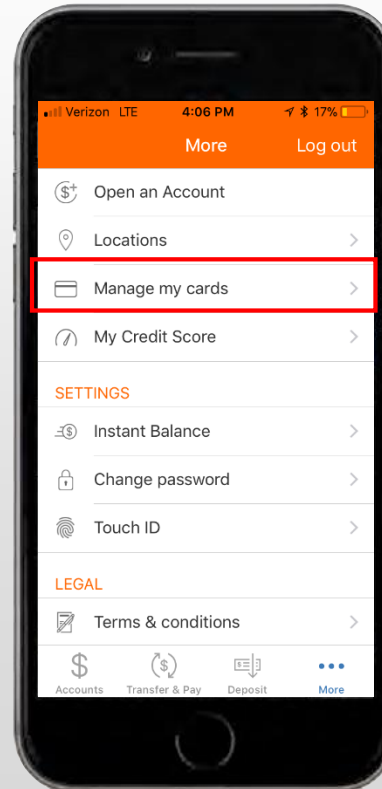 Verizon LTE 4:06 PM 17%
More Log out
Open an Account
Locations
Manage my cards
My Credit Score
SETTINGS
Instant Balance
Change password
Touch ID
LEGAL
Terms & conditions
Accounts Transfer & Pay Deposit More